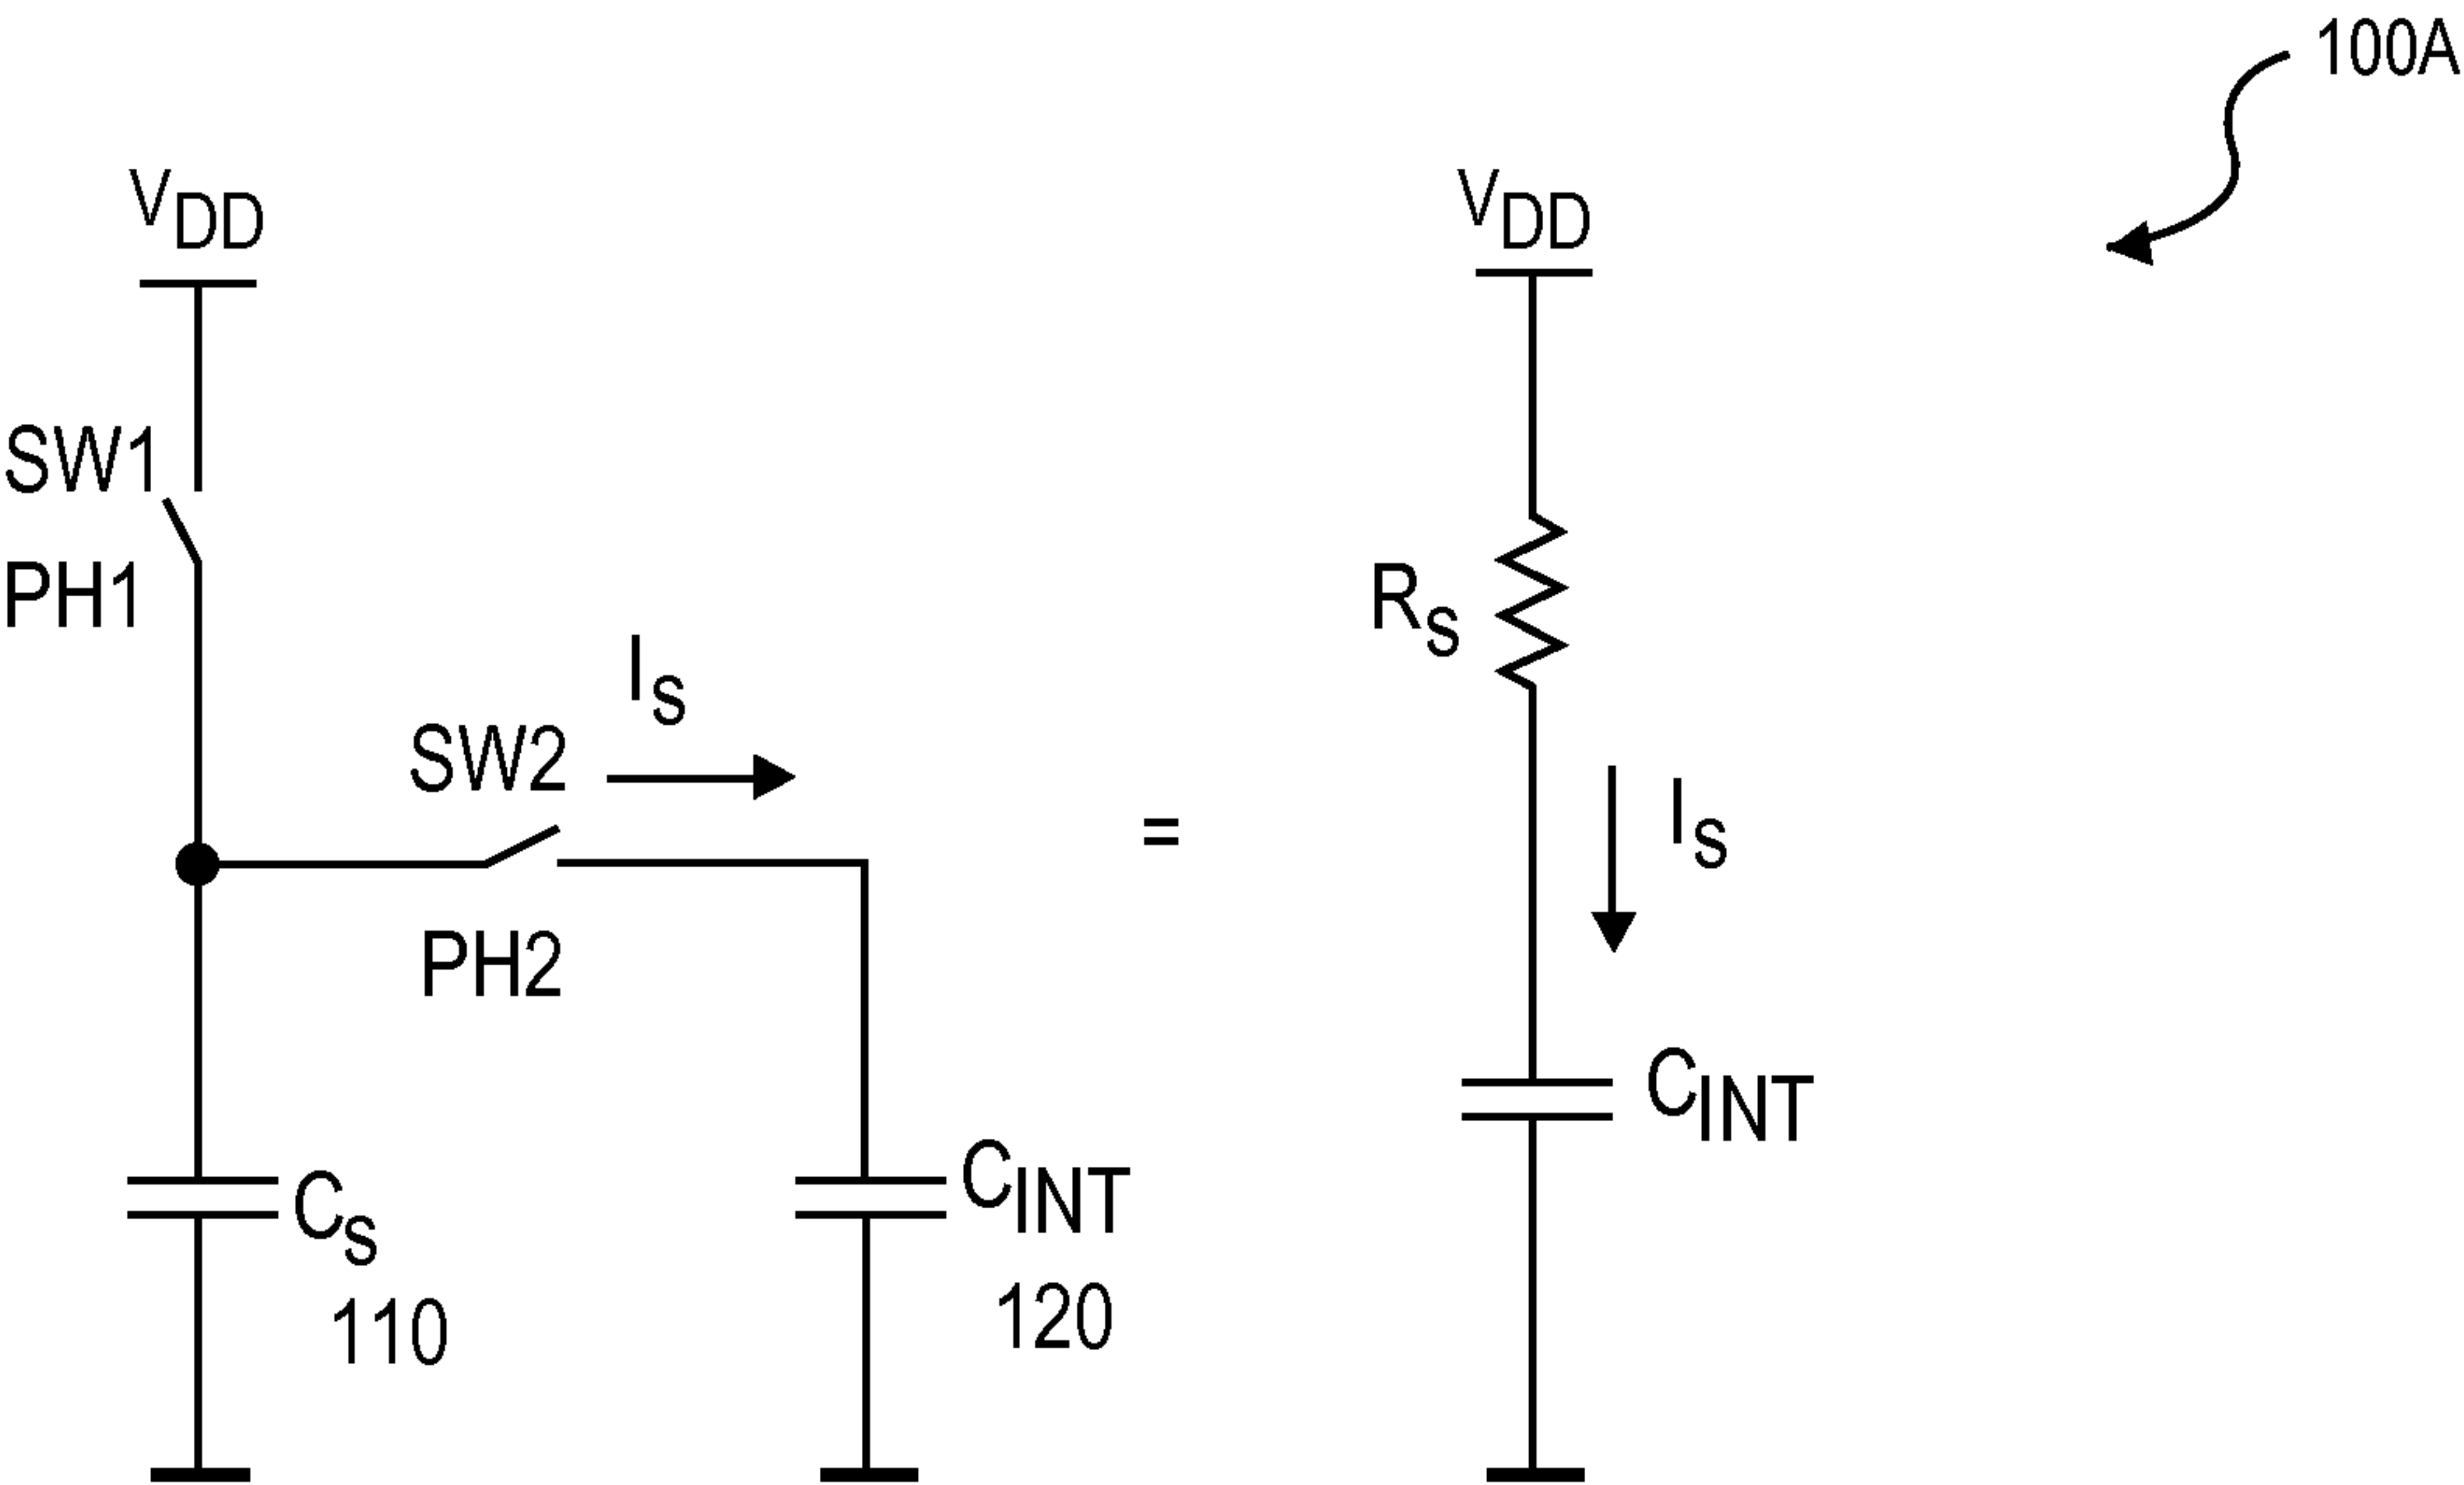 100A
VDD
VDD
SW1
PH1
RS
IS
SW2
IS
=
PH2
CINT
CINT
CS
120
110